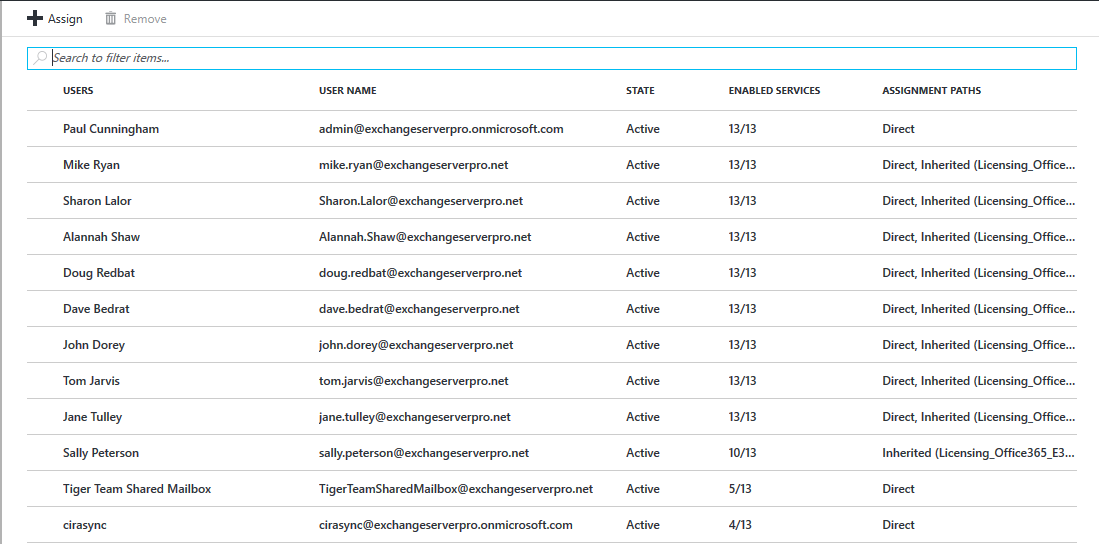 Assign Remove
Search to filter items...
USERS USER NAME STATE ENABLED SERVICES ASSIGNMENT PATHS
Paul Cunningham admin@exchangeserverpro.onmicrosoft.com Active 13/13 Direct
Mike Ryan mike.ryan@exchangeserverpro.net Active 13/13 Direct, Inherited (Licensing_Office...
Sharon Lalor Sharon.Lalor@exchangeserverpro.net Active 13/13 Direct, Inherited (Licensing_Office...
Alannah Shaw Alannah.Shaw@exchangeserverpro.net Active 13/13 Direct, Inherited (Licensing_Office...
Doug Redbat doug.redbat@exchangeserverpro.net Active 13/13 Direct, Inherited (Licensing_Office...
Dave Bedrat dave.bedrat@exchangeserverpro.net Active 13/13 Direct, Inherited (Licensing_Office...
John Dorey john.dorey@exchangeserverpro.net Active 13/13 Direct, Inherited (Licensing_Office...
Tom Jarvis tom.jarvis@exchangeserverpro.net Active 13/13 Direct, Inherited (Licensing_Office...
Jane Tulley jane.tulley@exchangeserverpro.net Active 13/13 Direct, Inherited (Licensing_Office...
Sally Peterson sally.peterson@exchangeserverpro.net Active 10/13 Inherited (Licensing_Office365_E3...
Tiger Team Shared Mailbox TigerTeamSharedMailbox@exchangeserverpro.net Active 5/13 Direct
cirasync cirasync@exchangeserverpro.onmicrosoft.com Active 4/13 Direct